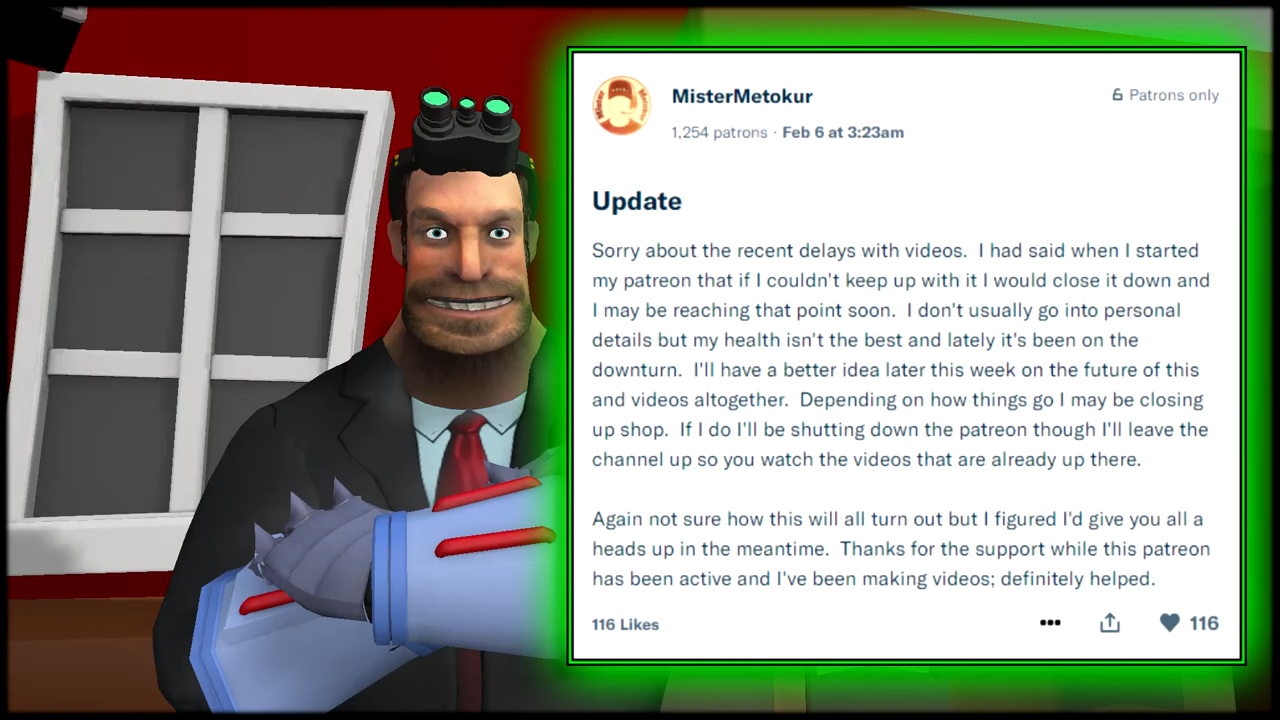 MisterMetokur
Patrons only
1,254 patrons · Feb 6 at 3:23am
Update
Sorry about the recent delays with videos. I had said when I started
my patreon that if I couldn't keep up with it I would close it down and
I may be reaching that point soon. I don't usually go into personal
details but my health isn't the best and lately it's been on the
downturn. I'll have a better idea later this week on the future of this
and videos altogether. Depending on how things go I may be closing
up shop. If I do I'll be shutting down the patreon though I'll leave the
channel up so you watch the videos that are already up there.
Again not sure how this will all turn out but I figured I'd give you all a
heads up in the meantime. Thanks for the support while this patreon
has been active and I've been making videos; definitely helped.
116 Likes
116